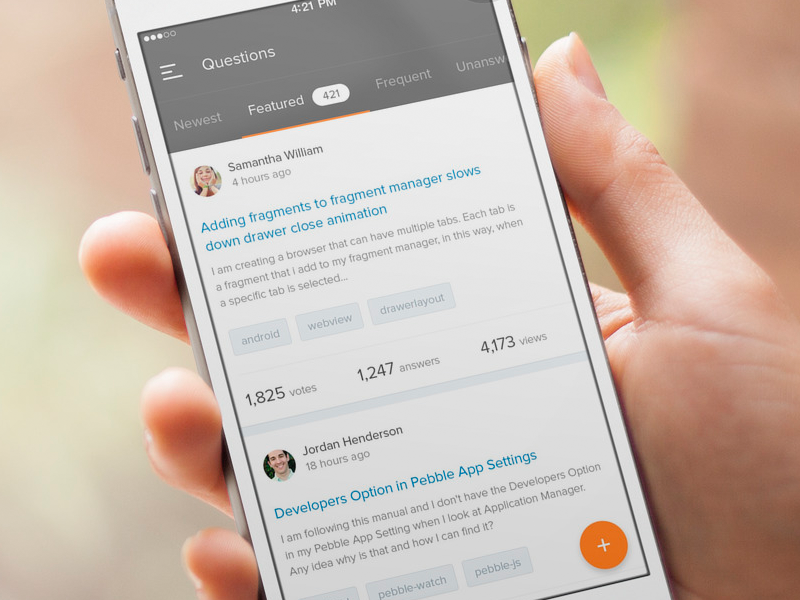 4:21 PM
Questions
Newest
Featured
421
Frequent
Samantha William
4 hours ago
Adding fragments to fragment manager slows
down drawer close animation
I am creating a browser that can have multiple tabs. Each tab is
a fragment that i add to my fragment manager, in this way, when
a specific tab is selected...
android
webview
drawerlayout
1,825 votes
1,247 answers
4,173 views
Jordan Henderson
18 hours ago
Developers Option in Pebble App Settings
I am following this manual and I don't have the Developers Option
in my Pebble App Setting when I look at Application Manager.
Any idea why is that and how I can find it?
pebble-watch
pebble-js
+